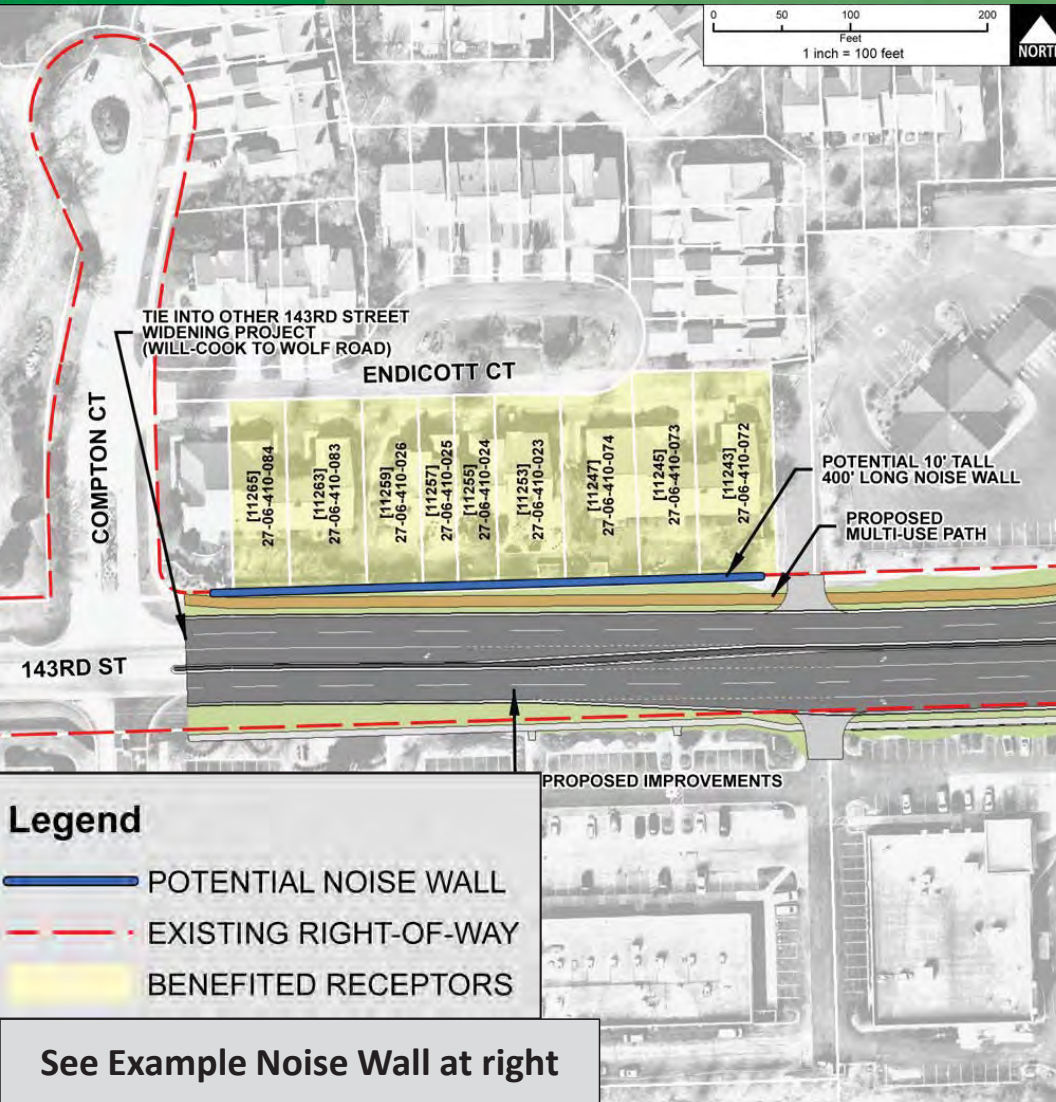 0 50 100 200
Feet
1 inch = 100 feet
NORTH
TIE INTO OTHER 143RD STREET
WIDENING PROJECT
(WILL-COOK TO WOLF ROAD)
ENDICOTT CT
COMPTON CT
[11265]
27-06-410-084
[11263]
27-06-410-083
[11259]
27-06-410-026
[11257]
27-06-410-025
[11255]
27-06-410-024
[11253]
27-06-410-023
[11247]
27-06-410-074
[11245]
27-06-410-073
[11243]
27-06-410-072
POTENTIAL 10' TALL
400' LONG NOISE WALL
PROPOSED
MULTI-USE PATH
143RD ST
PROPOSED IMPROVEMENTS
Legend
POTENTIAL NOISE WALL
EXISTING RIGHT-OF-WAY
BENEFITED RECEPTORS
See Example Noise Wall at right